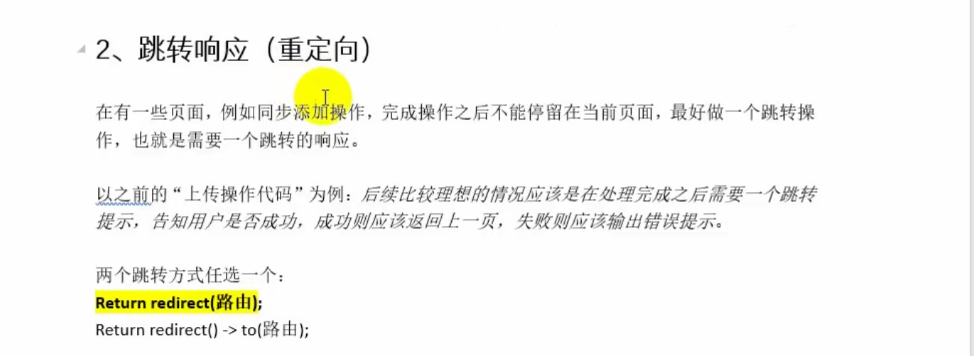 2、跳转响应（重定向）
在有一些页面，例如同步添加操作，完成操作之后不能停留在当前页面，最好做一个跳转操
作，也就是需要一个跳转的响应。
以之前的“上传操作代码”为例：后续比较理想的情况应该是在处理完成之后需要一个跳转
提示，告知用户是否成功，成功则应该返回上一页，失败则应该输出错误提示。
两个跳转方式任选一个：
Return redirect(路由);
Return redirect() -> to(路由);